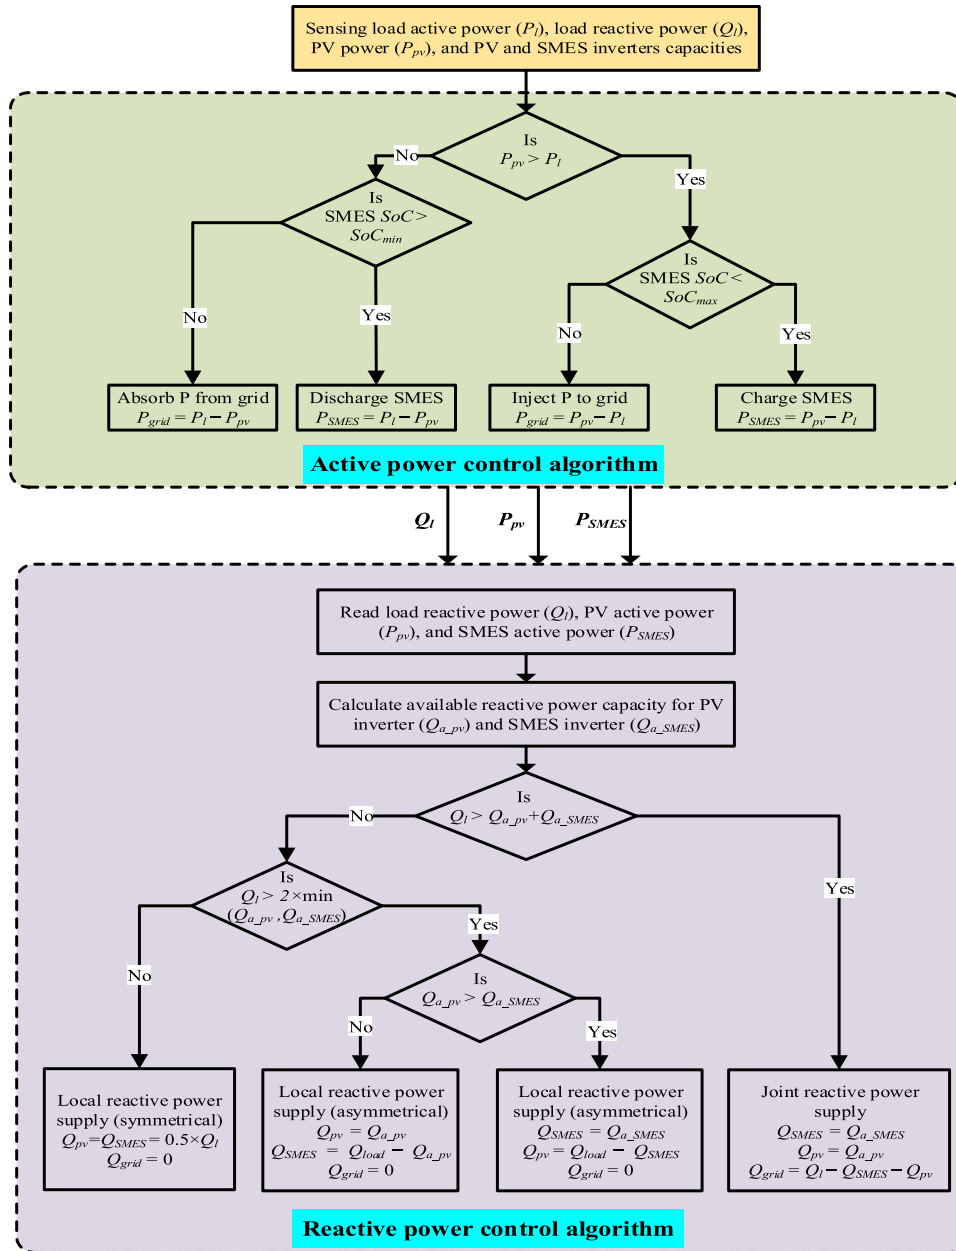 Sensing load active power (Pl), load reactive power (Ql),
PV power (Ppv), and PV and SMES inverters capacities
Is
Ppv > Pl
No
Yes
Is
SMES SoC >
SoCmin
Is
SMES SoC <
SoCmax
No
Yes
No
Yes
Absorb P from grid
Pgrid = Pl − Ppv
Discharge SMES
PSMES = Pl − Ppv
Inject P to grid
Pgrid = Ppv − Pl
Charge SMES
PSMES = Ppv − Pl
Active power control algorithm
Ql
Ppv
PSMES
Read load reactive power (Ql), PV active power
(Ppv), and SMES active power (PSMES)
Calculate available reactive power capacity for PV
inverter (Qa_pv) and SMES inverter (Qa_SMES)
Is
Ql > Qa_pv+Qa_SMES
No
Yes
Is
Ql > 2×min
(Qa_pv ,Qa_SMES)
No
Yes
Is
Qa_pv > Qa_SMES
No
Yes
Local reactive power
supply (symmetrical)
Qpv=QSMES= 0.5×Ql
Qgrid = 0
Local reactive power
supply (asymmetrical)
Qpv = Qa_pv
QSMES = Qload − Qa_pv
Qgrid = 0
Local reactive power
supply (asymmetrical)
QSMES = Qa_SMES
Qpv = Qload − QSMES
Qgrid = 0
Joint reactive power
supply
QSMES = Qa_SMES
Qpv = Qa_pv
Qgrid = Ql − QSMES − Qpv
Reactive power control algorithm